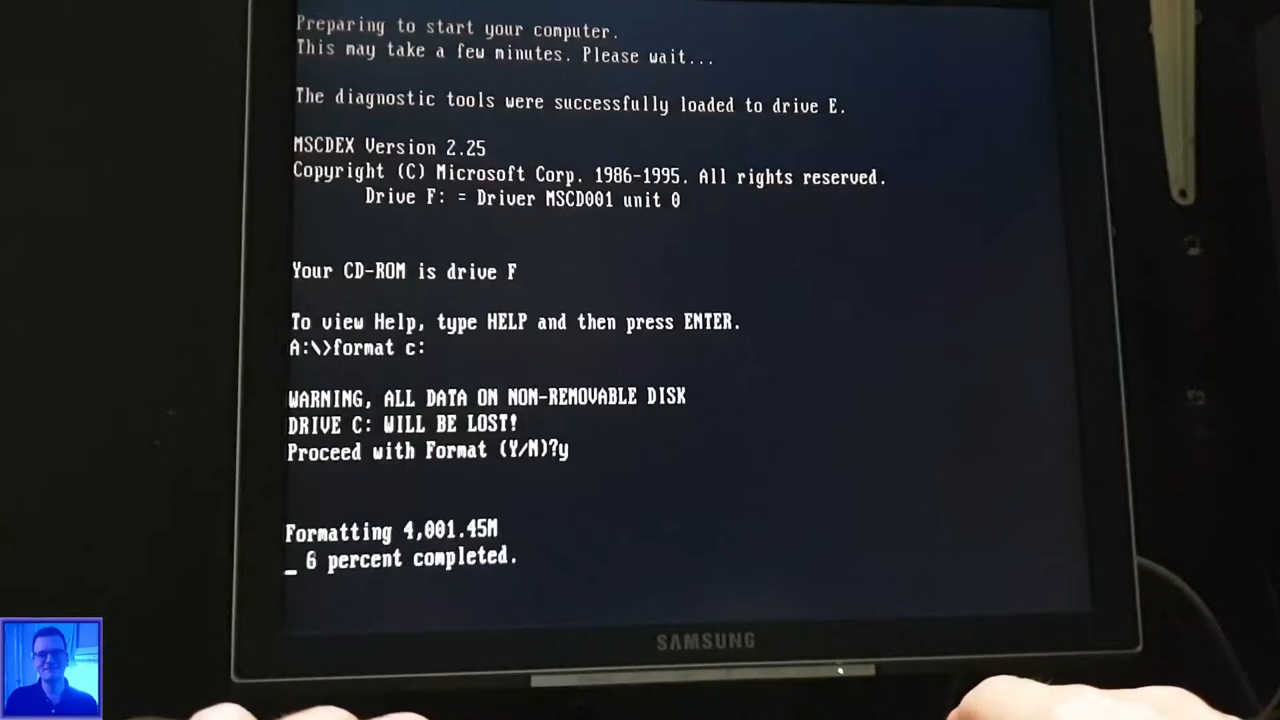 Preparing to start your computer.
This may take a few minutes. Please wait...
The diagnostic tools were successfully loaded to drive E.
MSCDEX Version 2.25
Copyright (C) Microsoft Corp. 1986-1995. All rights reserved.
Drive F: = Driver MSCD001 unit 0
Your CD-ROM is drive F
To view Help, type HELP and then press ENTER.
A:\>format c:
WARNING, ALL DATA ON NON-REMOVABLE DISK
DRIVE C: WILL BE LOST!
Proceed with Format (Y/N)?y
Formatting 4,001.45M
_ 6 percent completed.
SAMSUNG